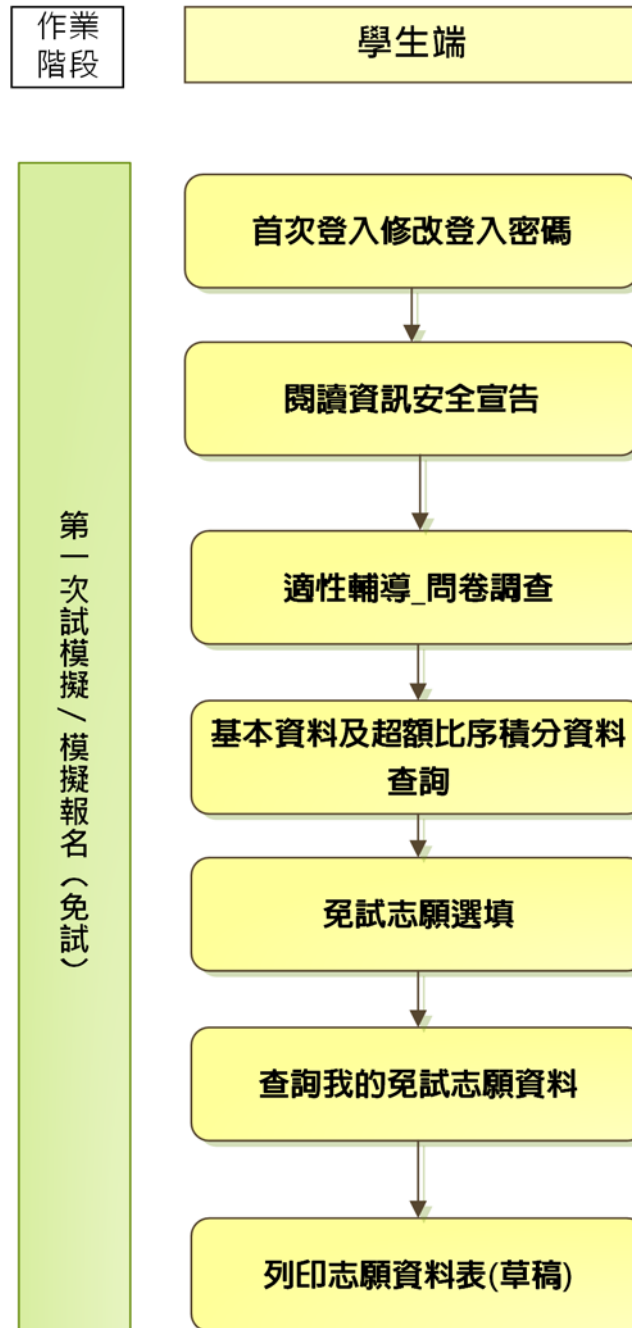 作業
階段
學生端
第一次試模擬/模擬報名(免試)
首次登入修改登入密碼
閱讀資訊安全宣告
適性輔導_問卷調查
基本資料及超額比序積分資料
查詢
免試志願選填
查詢我的免試志願資料
列印志願資料表(草稿)